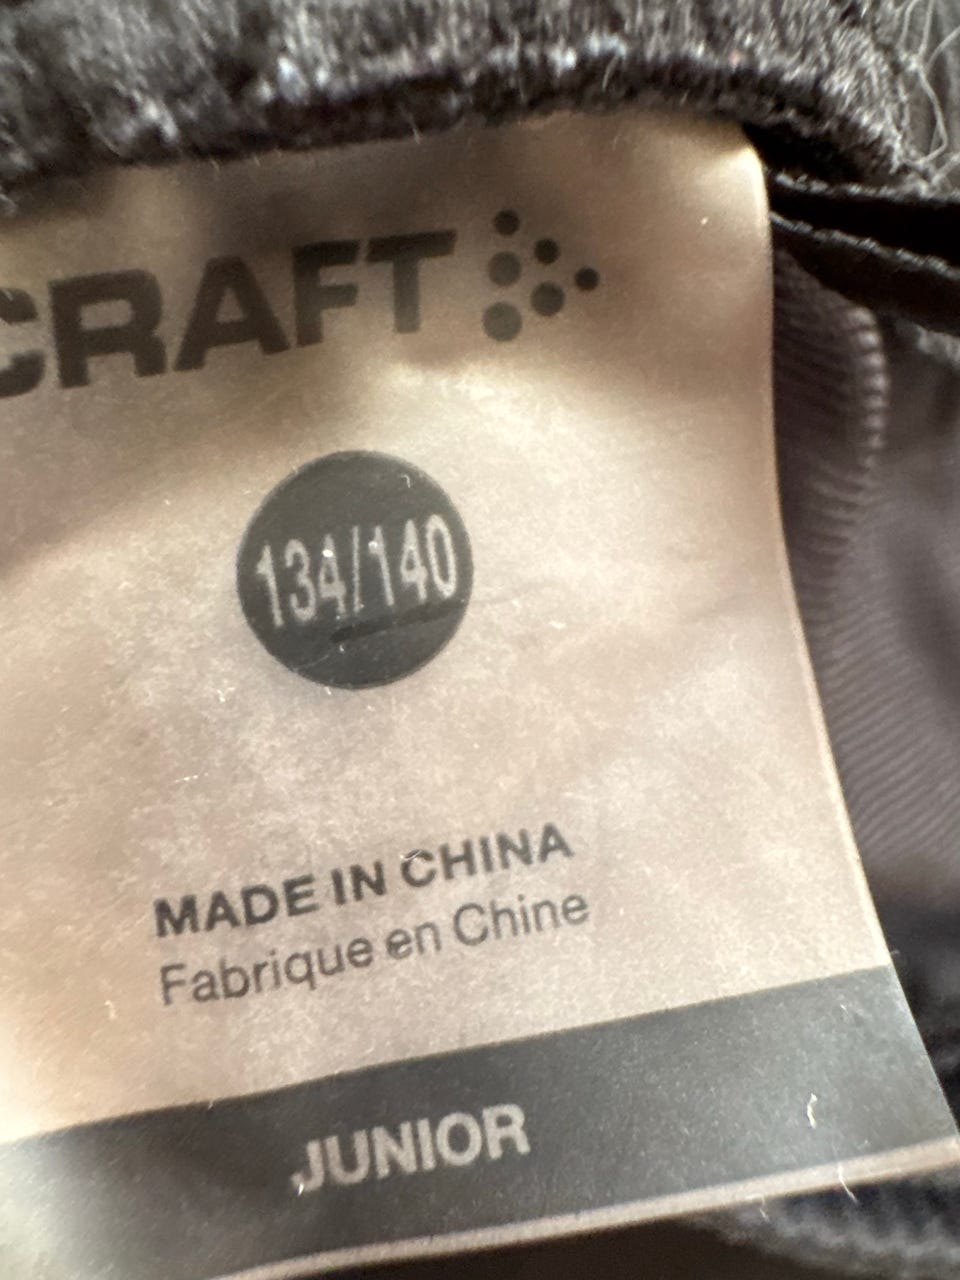 CRAFT
134/140
MADE IN CHINA
Fabrique en Chine
JUNIOR